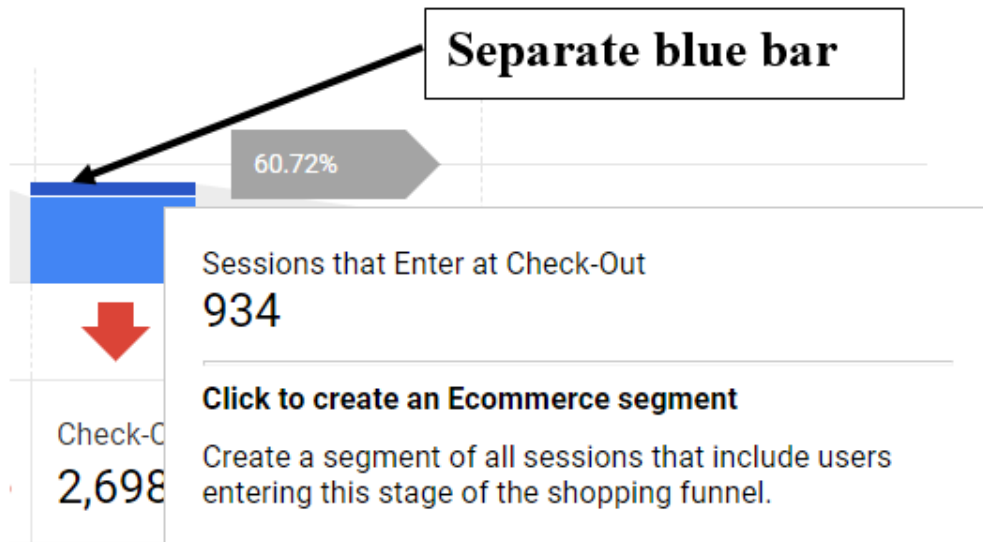 Separate blue bar
60.72%
Sessions that Enter at Check-Out
934
Click to create an Ecommerce segment
Create a segment of all sessions that include users
entering this stage of the shopping funnel.
Check-C
2,698